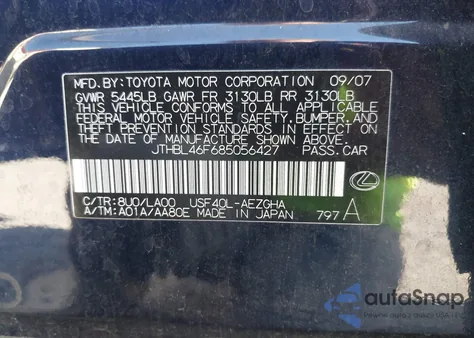 MFD.BY:TOYOTA MOTOR CORPORATION 09/07
GVWR 5445LB GAWR FR 3130LB RR 3130LB
THIS VEHICLE CONFORMS TO ALL APPLICABLE
FEDERAL MOTOR VEHICLE SAFETY,BUMPER,AND
THEFT PREVENTION STANDARDS IN EFFECT ON
THE DATE OF MANUFACTURE SHOWN ABOVE.
JTHBL46F685056427 PASS.CAR
C/TR:8U0/LA00 USF40L-AEZGHA
A/TM:A01A/AA80E MADE IN JAPAN 797 A
autoSnap